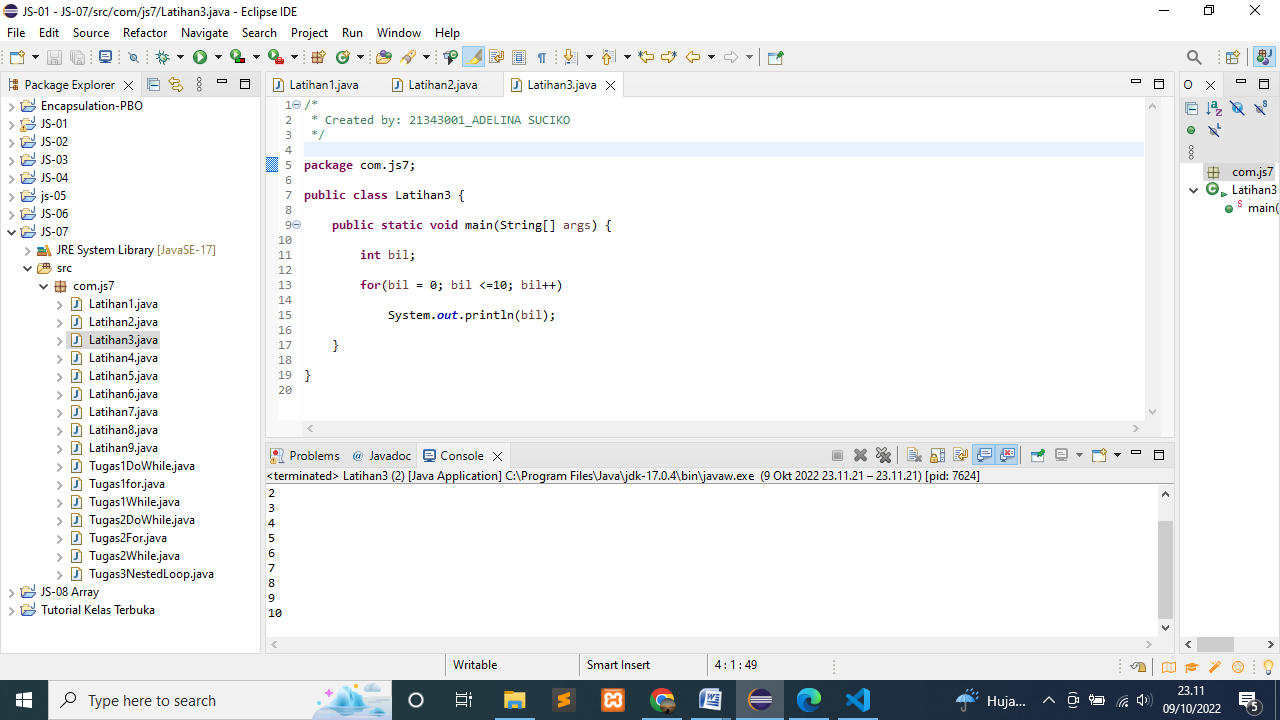 JS-01 - JS-07/src/com/js7/Latihan3.java - Eclipse IDE
File Edit Source Refactor Navigate Search Project Run Window Help
Package Explorer
Encapsulation-PBO
JS-01
JS-02
JS-03
JS-04
js-05
JS-06
JS-07
JRE System Library [JavaSE-17]
src
com.js7
Latihan1.java
Latihan2.java
Latihan3.java
Latihan4.java
Latihan5.java
Latihan6.java
Latihan7.java
Latihan8.java
Latihan9.java
Tugas1DoWhile.java
Tugas1for.java
Tugas1While.java
Tugas2DoWhile.java
Tugas2For.java
Tugas2While.java
Tugas3NestedLoop.java
JS-08 Array
Tutorial Kelas Terbuka
Latihan1.java Latihan2.java Latihan3.java
1 /*
2 * Created by: 21343001_ADELINA SUCIKO
3 */
4
5 package com.js7;
6
7 public class Latihan3 {
8
9 public static void main(String[] args) {
10
11 int bil;
12
13 for(bil = 0; bil <=10; bil++)
14
15 System.out.println(bil);
16
17 }
18
19 }
20
O
com.js7
Latihan3
S main(
Problems @ Javadoc Console
<terminated> Latihan3 (2) [Java Application] C:\Program Files\Java\jdk-17.0.4\bin\javaw.exe (9 Okt 2022 23.11.21 – 23.11.21) [pid: 7624]
2
3
4
5
6
7
8
9
10
Writable Smart Insert 4 : 1 : 49
Type here to search
Huja...
23.11
09/10/2022
5